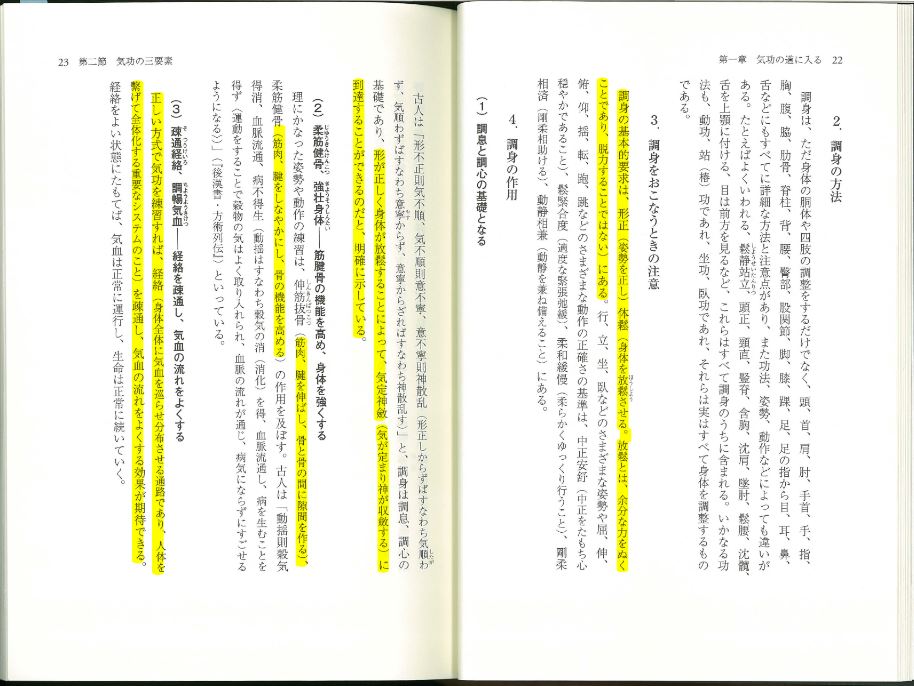 第一章　気功の道に入る　22
2．調身の方法
調身は、ただ身体の胴体や四肢の調整をするだけでなく、頭、首、肩、肘、手首、手、指、
胸、腹、脇、肋骨、脊柱、背、腰、臀部、股関節、脚、膝、踝、足、足の指から目、耳、鼻、
舌などにもすべてに詳細な方法と注意点があり、また功法、姿勢、動作などによっても違いが
ある。たとえばよくいわれる、鬆静站立、頭正、頸直、竪脊、含胸、沈肩、墜肘、鬆腰、沈髖、
舌を上顎に付ける、目は前方を見るなど、これらはすべて調身のうちに含まれる。いかなる功
法も、動功、站（椿）功であれ、坐功、臥功であれ、それらは実はすべて身体を調整するもの
である。
3．調身をおこなうときの注意
調身の基本的要求は、形正（姿勢を正し）体鬆（身体を放鬆させる。放鬆とは、余分な力をぬく
ことであり、脱力することではない）にある。行、立、坐、臥などのさまざまな姿勢や屈、伸、
俯、仰、揺、転、跑、跳などのさまざまな動作の正確さの基準は、中正安舒（中正をたもち心
穏やかであること）、鬆緊合度（適度な緊張弛緩）、柔和緩慢（柔らかくゆっくり行うこと）、剛柔
相済（剛柔相助ける）、動静相兼（動静を兼ね備えること）にある。
4．調身の作用
（1）調息と調心の基礎となる
23　第二節　気功の三要素
古人は「形不正則気不順、気不順則意不寧、意不寧則神散乱（形正しからずばすなわち気順わ
ず、気順わずばすなわち意寧からず、意寧からざればすなわち神散乱す）」と、調身は調息、調心の
基礎であり、形が正しく身体が放鬆することによって、気定神斂（気が定まり神が収斂する）に
到達することができるのだと、明確に示している。
（2）柔筋健骨、強壮身体――筋腱骨の機能を高め、身体を強くする
理にかなった姿勢や動作の練習は、伸筋抜骨（筋肉、腱を伸ばし、骨と骨の間に隙間を作る）、
柔筋健骨（筋肉、腱をしなやかにし、骨の機能を高める）の作用を及ぼす。古人は「動揺則穀気
得消、血脈流通、病不得生（動揺はすなわち穀気の消（消化）を得、血脈流通し、病を生むことを
得ず（運動をすることで穀物の気はよく取り入れられ、血脈の流れが通じ、病気にならずにすごせる
ようになる）」（『後漢書・方術列伝』）といっている。
（3）疎通経絡、調暢気血――経絡を疎通し、気血の流れをよくする
正しい方式で気功を練習すれば、経絡（身体全体に気血を巡らせ分布させる通路であり、人体を
繋げて全体化する重要なシステムのこと）を疎通し、気血の流れをよくする効果が期待できる。
経絡をよい状態にたもてば、気血は正常に運行し、生命は正常に続いていく。